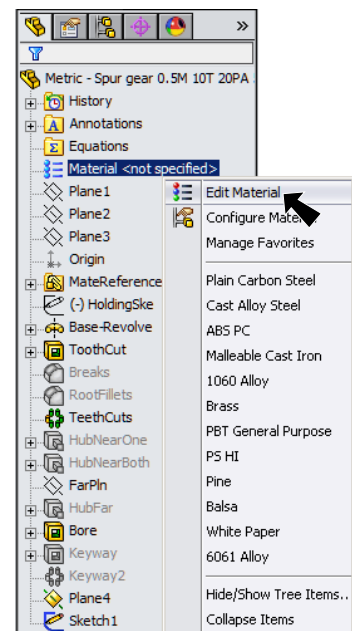 »
Metric - Spur gear 0.5M 10T 20PA
History
Annotations
Equations
Material <not specified>
Plane1
Plane2
Plane3
Origin
MateReference
(-) HoldingSke
Base-Revolve
ToothCut
Breaks
RootFillets
TeethCuts
HubNearOne
HubNearBoth
FarPln
HubFar
Bore
Keyway
Keyway2
Plane4
Sketch1
Edit Material
Configure
Manage Favorites
Plain Carbon Steel
Cast Alloy Steel
ABS PC
Malleable Cast Iron
1060 Alloy
Brass
PBT General Purpose
PS HI
Pine
Balsa
White Paper
6061 Alloy
Hide/Show Tree Items..
Collapse Items